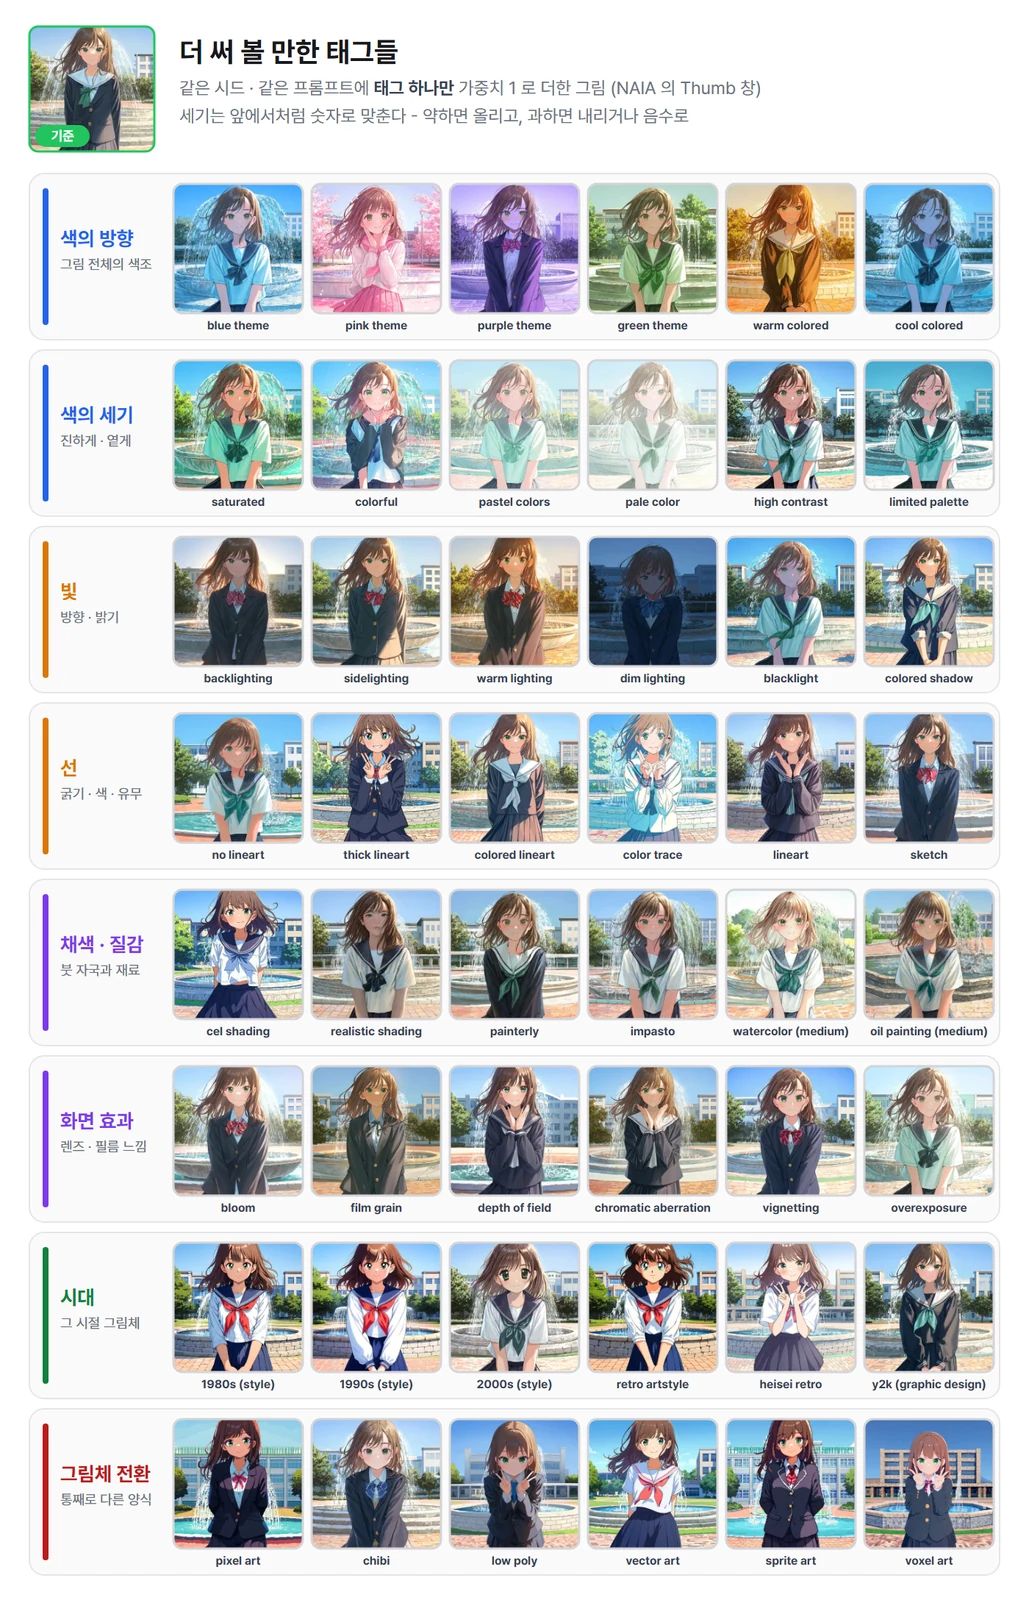 기준
더 써 볼 만한 태그들
같은 시드 · 같은 프롬프트에 태그 하나만 가중치 1 로 더한 그림 (NAIA 의 Thumb 창)
세기는 앞에서처럼 숫자로 맞춘다 - 약하면 올리고, 과하면 내리거나 음수로
색의 방향
그림 전체의 색조
blue theme
pink theme
purple theme
green theme
warm colored
cool colored
색의 세기
진하게 · 옅게
saturated
colorful
pastel colors
pale color
high contrast
limited palette
빛
방향 · 밝기
backlighting
sidelighting
warm lighting
dim lighting
blacklight
colored shadow
선
굵기 · 색 · 유무
no lineart
thick lineart
colored lineart
color trace
lineart
sketch
채색 · 질감
붓 자국과 재료
cel shading
realistic shading
painterly
impasto
watercolor (medium)
oil painting (medium)
화면 효과
렌즈 · 필름 느낌
bloom
film grain
depth of field
chromatic aberration
vignetting
overexposure
시대
그 시절 그림체
1980s (style)
1990s (style)
2000s (style)
retro artstyle
heisei retro
y2k (graphic design)
그림체 전환
통째로 다른 양식
pixel art
chibi
low poly
vector art
sprite art
voxel art